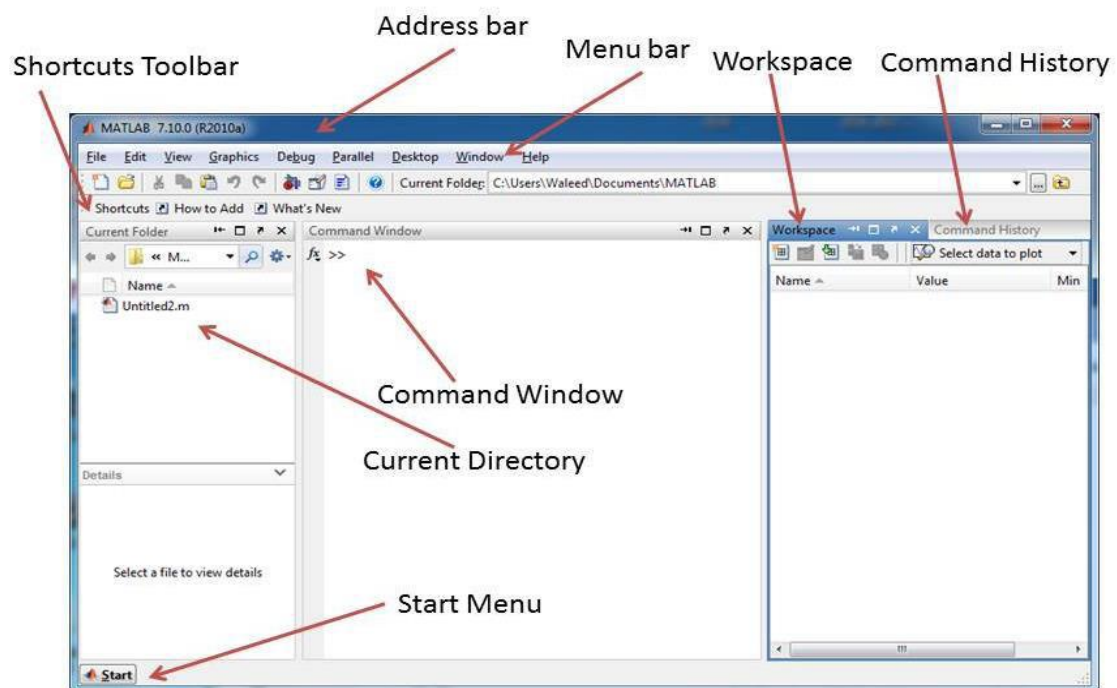 Address bar
Menu bar
Shortcuts Toolbar
Workspace
Command History
MATLAB 7.10.0 (R2010a)
File Edit View Graphics Debug Parallel Desktop Window Help
Current Folder: C:\Users\Waleed\Documents\MATLAB
Shortcuts How to Add What's New
Current Folder
Command Window
Workspace
Command History
« M...
fx >>
Select data to plot
Name
Name Value Min
Untitled2.m
Command Window
Current Directory
Details
Select a file to view details
Start Menu
Start